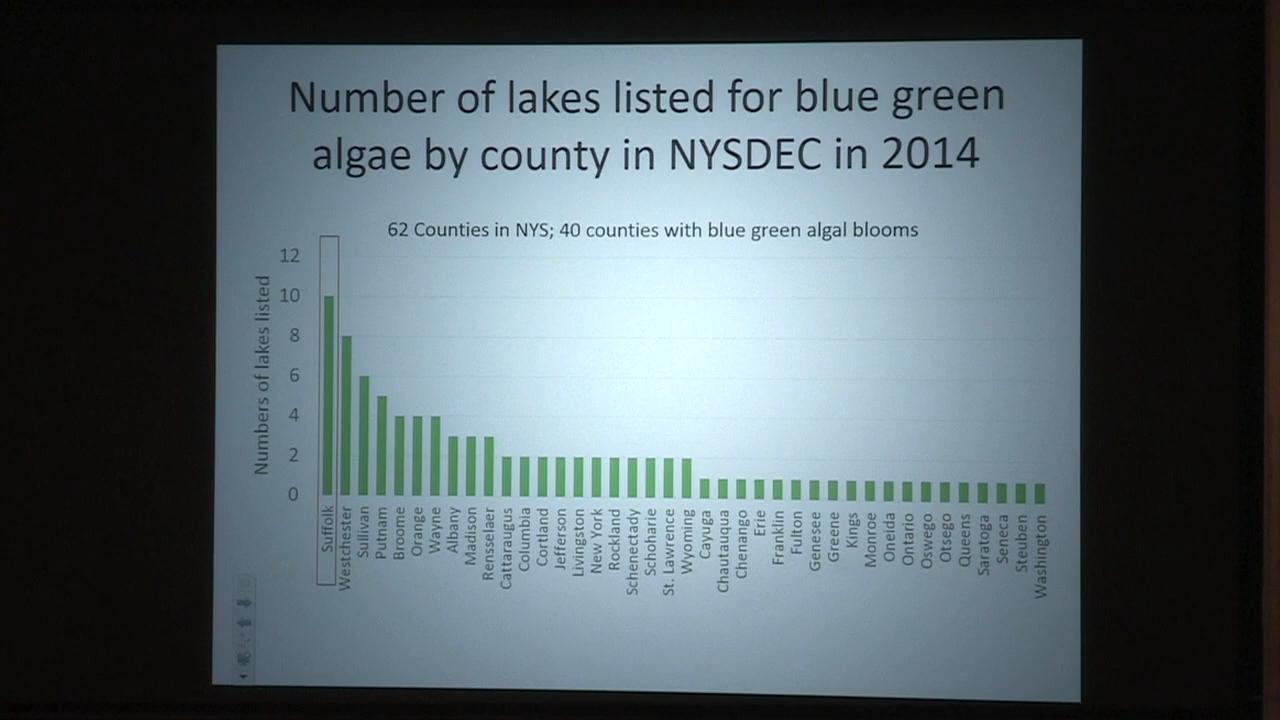 Number of lakes listed for blue green
algae by county in NYSDEC in 2014
62 Counties in NYS; 40 counties with blue green algal blooms
Numbers of lakes listed
12
10
8
6
4
2
0
Suffolk
Westchester
Sullivan
Putnam
Broome
Orange
Wayne
Albany
Madison
Rensselaer
Cattaraugus
Columbia
Cortland
Jefferson
Livingston
New York
Rockland
Schenectady
Schoharie
St. Lawrence
Wyoming
Cayuga
Chautauqua
Chenango
Erie
Franklin
Fulton
Genesee
Greene
Kings
Monroe
Oneida
Ontario
Oswego
Otsego
Queens
Saratoga
Seneca
Steuben
Washington